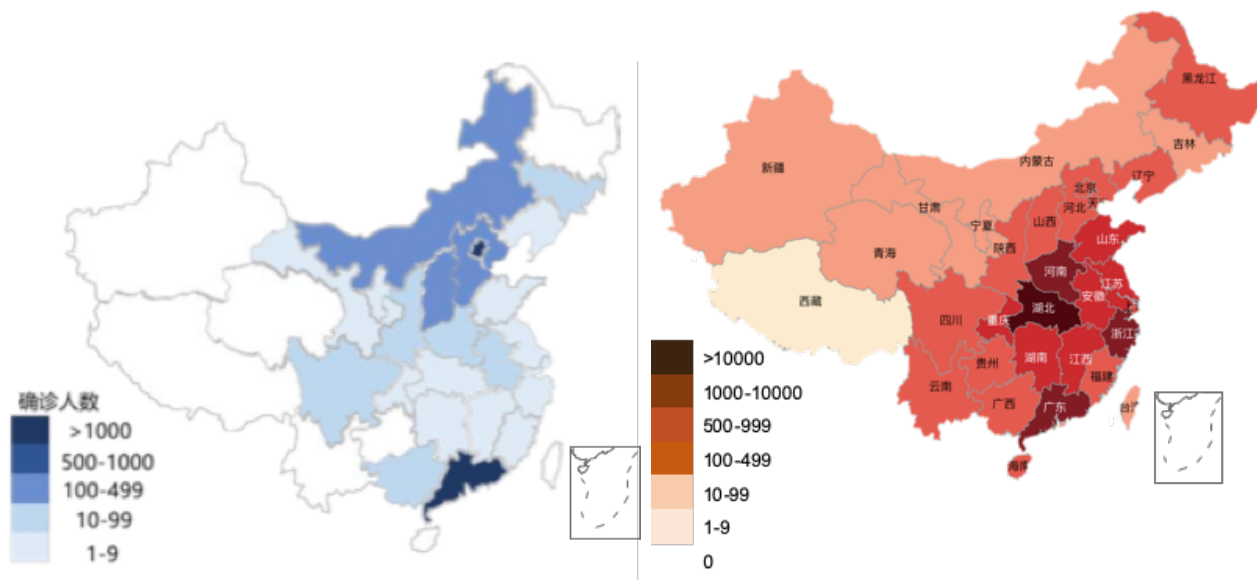 确诊人数
>1000
500-1000
100-499
10-99
1-9
黑龙江
吉林
辽宁
内蒙古
新疆
甘肃
北京
天
河北
山西
宁夏
青海
陕西
山东
河南
江苏
安徽
西藏
湖北
四川
重庆
浙江
湖南
江西
贵州
福建
云南
广西
广东
台湾
海南
>10000
1000-10000
500-999
100-499
10-99
1-9
0